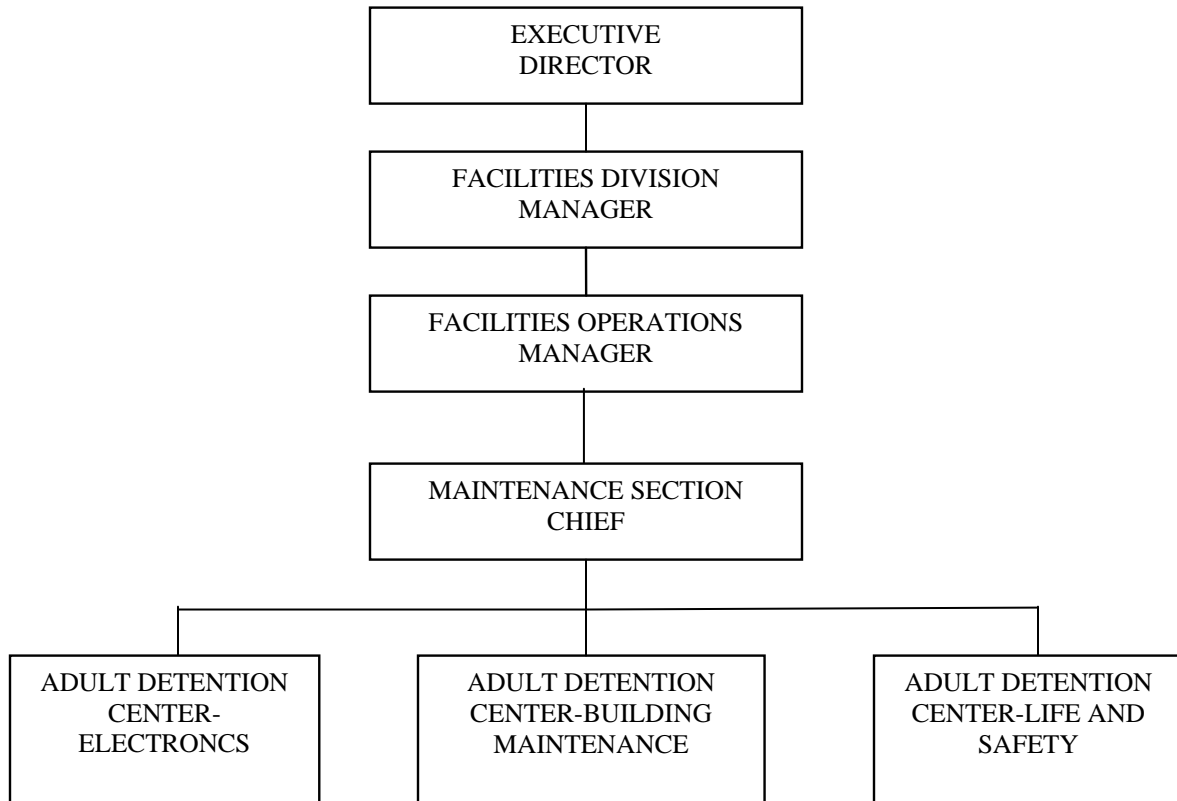 EXECUTIVE
DIRECTOR
FACILITIES DIVISION
MANAGER
FACILITIES OPERATIONS
MANAGER
MAINTENANCE SECTION
CHIEF
ADULT DETENTION
CENTER-
ELECTRONCS
ADULT DETENTION
CENTER-BUILDING
MAINTENANCE
ADULT DETENTION
CENTER-LIFE AND
SAFETY